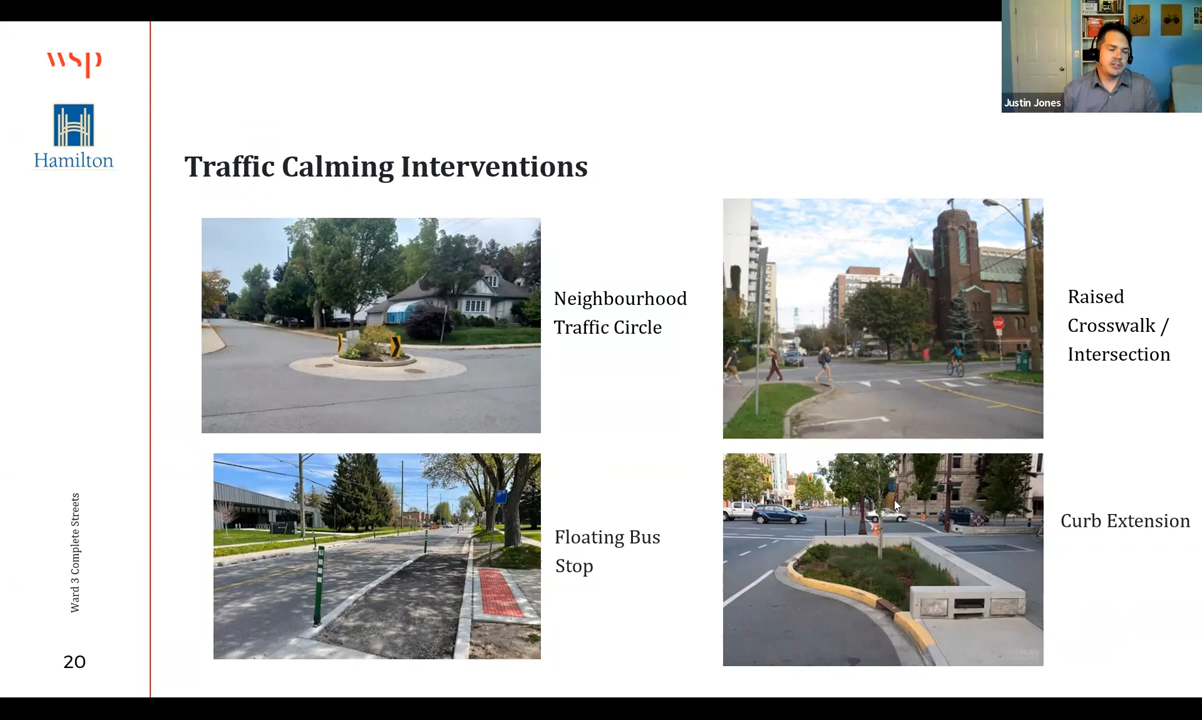 wsp
Hamilton
Justin Jones
Traffic Calming Interventions
Neighbourhood
Traffic Circle
Raised
Crosswalk /
Intersection
Floating Bus
Stop
Curb Extension
Ward 3 Complete Streets
20